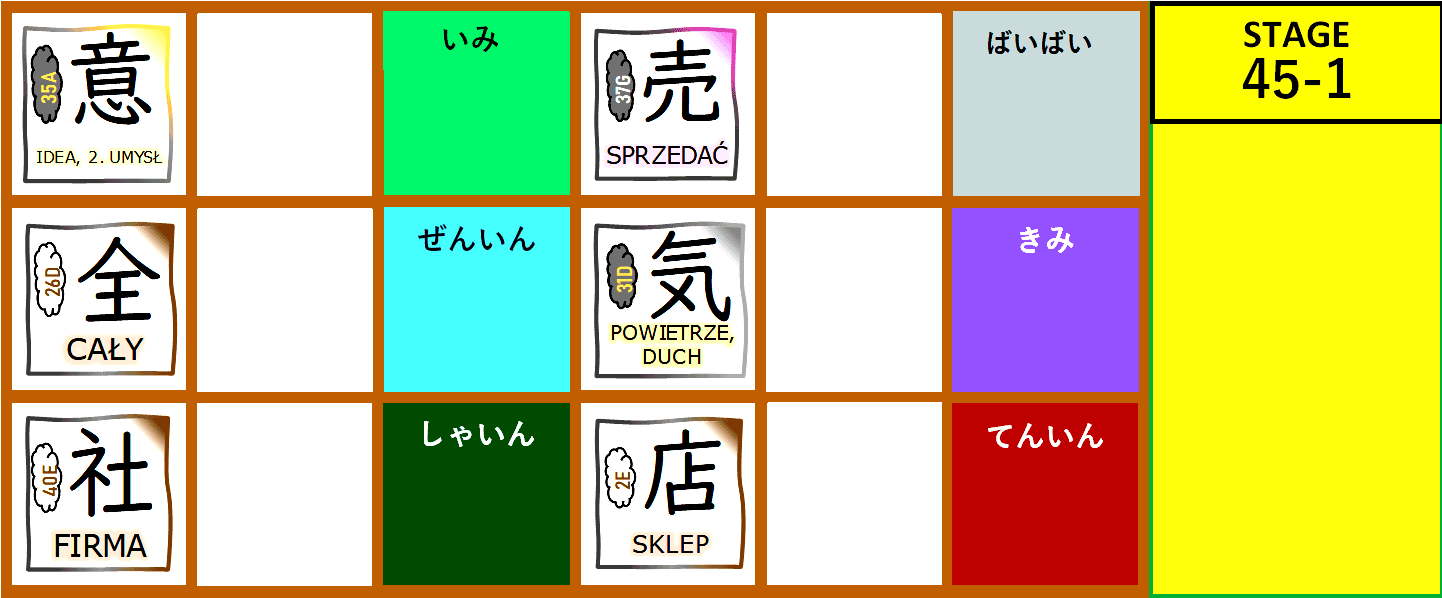 意
35A
IDEA, 2. UMYSŁ
いみ
売
37G
SPRZEDAĆ
ばいばい
STAGE
45-1
全
26D
CAŁY
ぜんいん
気
31D
POWIETRZE,
DUCH
きみ
社
40E
FIRMA
しゃいん
店
2E
SKLEP
てんいん